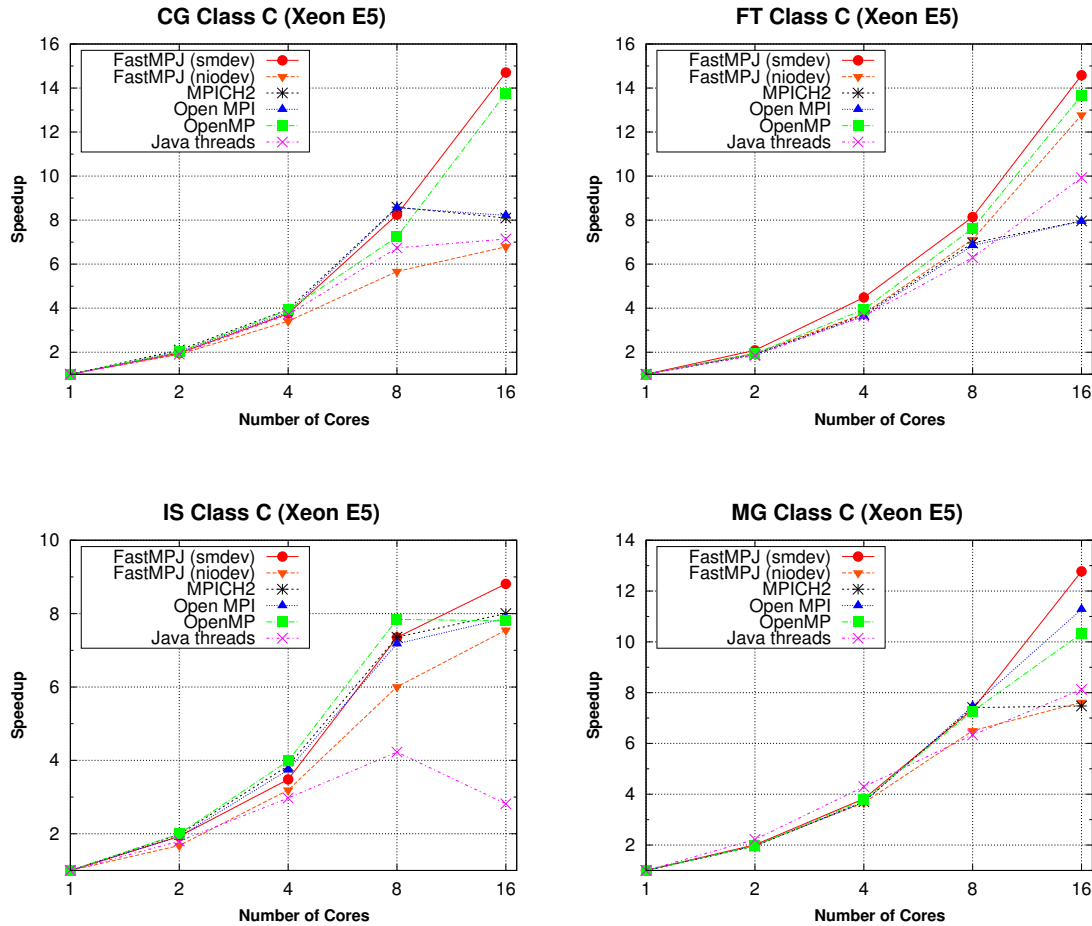 CG Class C (Xeon E5)
16
14
12
10
8
6
4
2
Speedup
FastMPJ (smdev)
FastMPJ (niodev)
MPICH2
Open MPI
OpenMP
Java threads
1 2 4 8 16
Number of Cores
FT Class C (Xeon E5)
16
14
12
10
8
6
4
2
Speedup
FastMPJ (smdev)
FastMPJ (niodev)
MPICH2
Open MPI
OpenMP
Java threads
1 2 4 8 16
Number of Cores
IS Class C (Xeon E5)
10
8
6
4
2
Speedup
FastMPJ (smdev)
FastMPJ (niodev)
MPICH2
Open MPI
OpenMP
Java threads
1 2 4 8 16
Number of Cores
MG Class C (Xeon E5)
14
12
10
8
6
4
2
Speedup
FastMPJ (smdev)
FastMPJ (niodev)
MPICH2
Open MPI
OpenMP
Java threads
1 2 4 8 16
Number of Cores